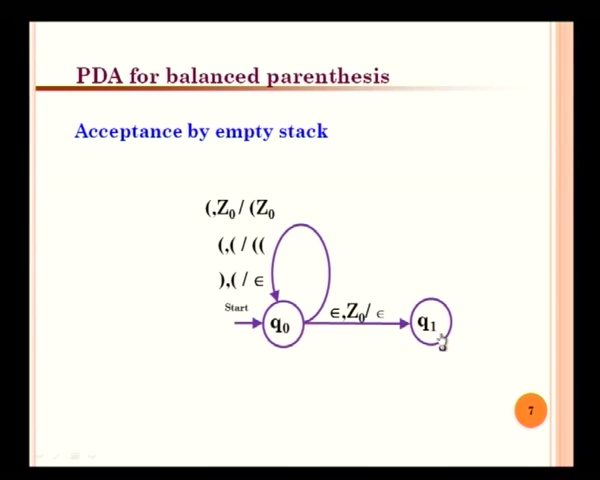 PDA for balanced parenthesis
Acceptance by empty stack
(,Z₀ / (Z₀
(,( / ((
),( / ϵ
Start
q₀
ϵ,Z₀/ ϵ
q₁
7